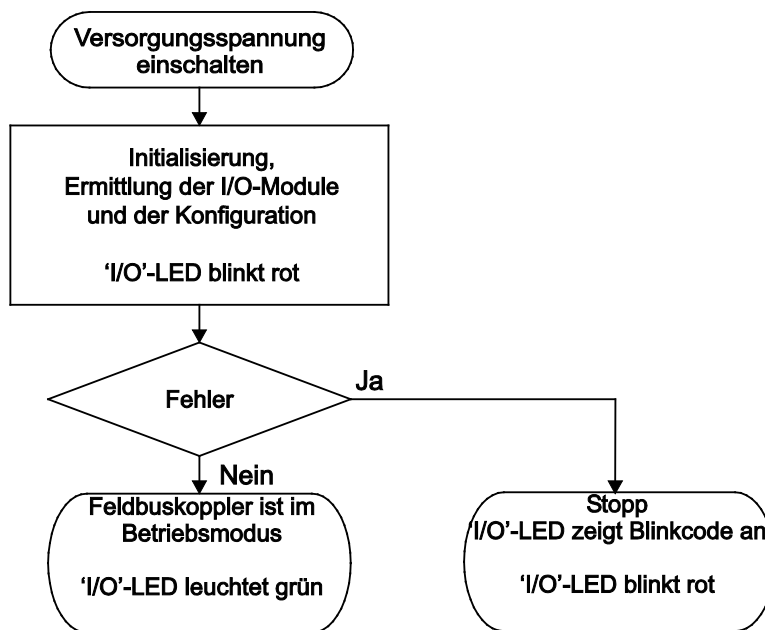 Versorgungsspannung
einschalten
Initialisierung,
Ermittlung der I/O-Module
und der Konfiguration
‘I/O’-LED blinkt rot
Fehler
Ja
Nein
Feldbuskoppler ist im
Betriebsmodus
‘I/O’-LED leuchtet grün
Stopp
‘I/O’-LED zeigt Blinkcode an
‘I/O’-LED blinkt rot